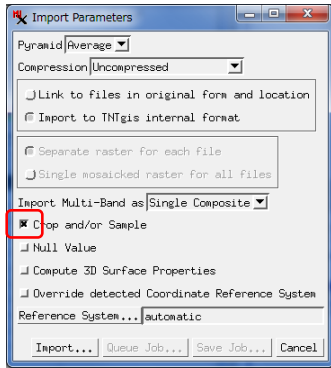 Import Parameters
Pyramid Average
Compression Uncompressed
Link to files in original form and location
Import to TNTgis internal format
Separate raster for each file
Single mosaicked raster for all files
Import Multi-Band as Single Composite
Crop and/or Sample
Null Value
Compute 3D Surface Properties
Override detected Coordinate Reference System
Reference System... automatic
Import... Queue Job... Save Job... Cancel